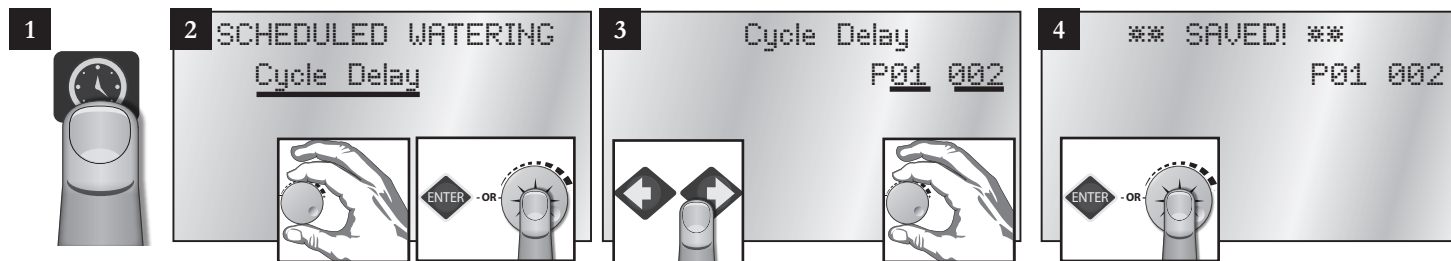 1
2
SCHEDULED WATERING
Cycle Delay
ENTER -OR-
3
Cycle Delay
P01 002
4
** SAVED! **
P01 002
ENTER -OR-